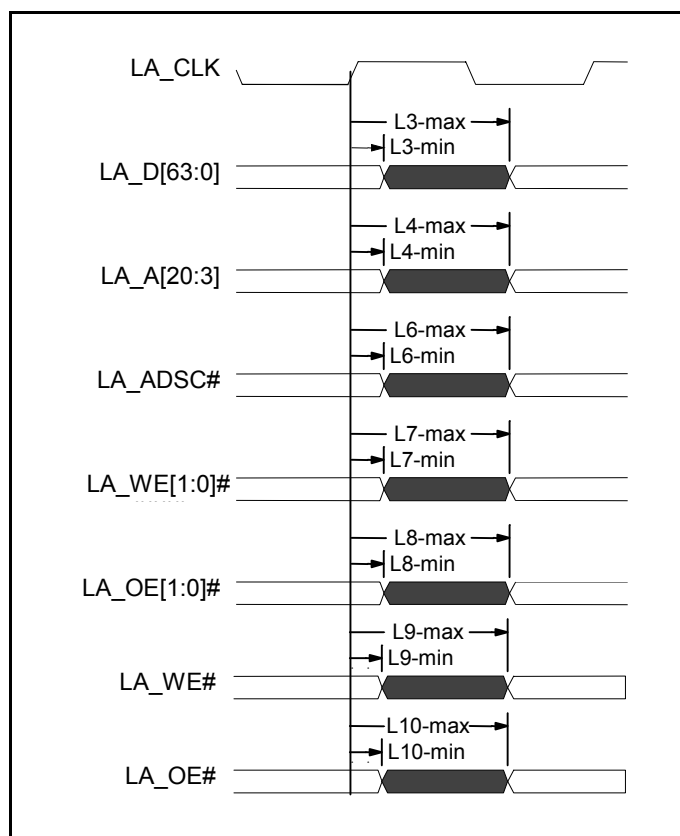 LA_CLK
L3-max
L3-min
LA_D[63:0]
L4-max
L4-min
LA_A[20:3]
L6-max
L6-min
LA_ADSC#
L7-max
L7-min
LA_WE[1:0]#
L8-max
L8-min
LA_OE[1:0]#
L9-max
L9-min
LA_WE#
L10-max
L10-min
LA_OE#